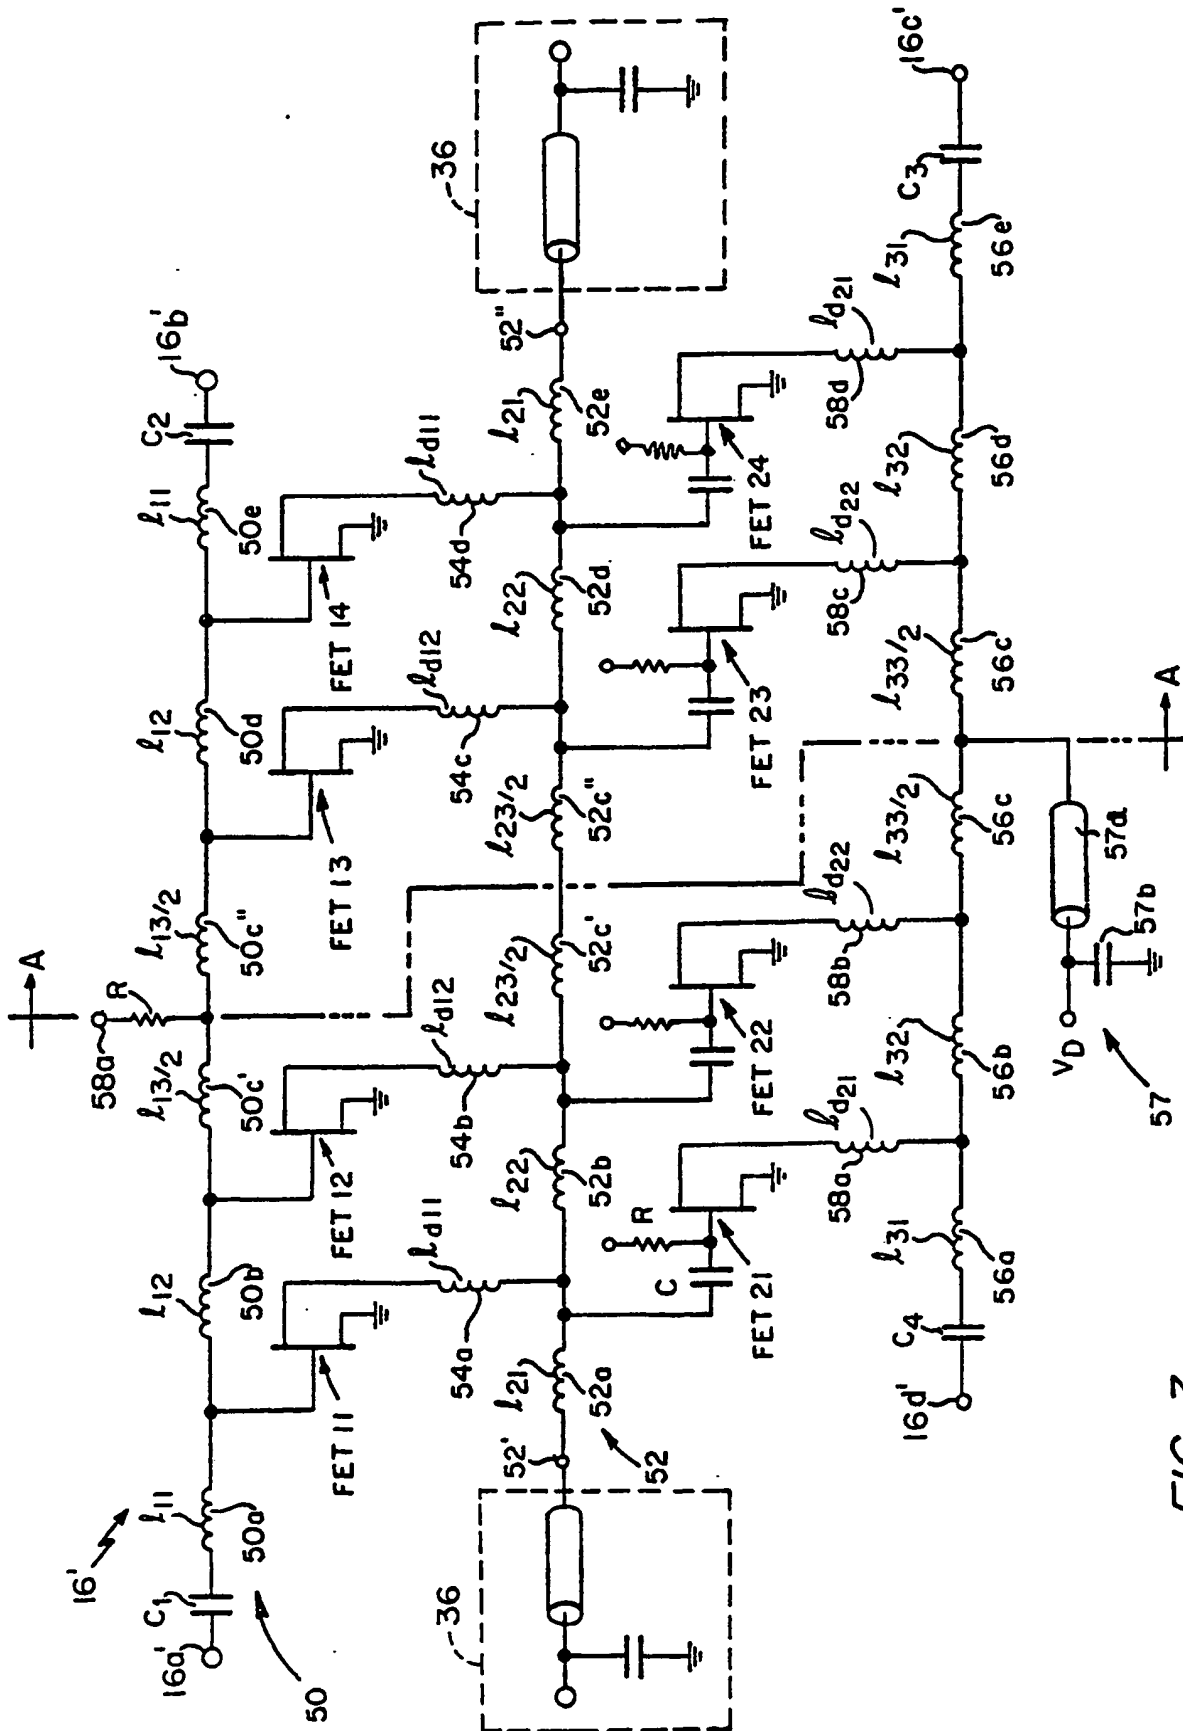 16'
16a'
C1
l11
50a
50
l12
50b
l13/2
50c'
58a
R
A
l13/2
50c"
l12
50d
l11
50e
C2
16b'
FET 11
FET 12
FET 13
FET 14
ld11
54a
ld12
54b
ld12
54c
ld11
54d
36
52'
l21
52a
52
l22
52b
l23/2
52c'
l23/2
52c"
l22
52d
l21
52e
52"
36
C
R
FET 21
FET 22
FET 23
FET 24
ld21
58a
ld22
58b
ld22
58c
ld21
58d
16d'
C4
l31
56a
l32
56b
l33/2
56c
l33/2
56c
l32
56d
l31
56e
C3
16c'
VD
57a
57b
57
A